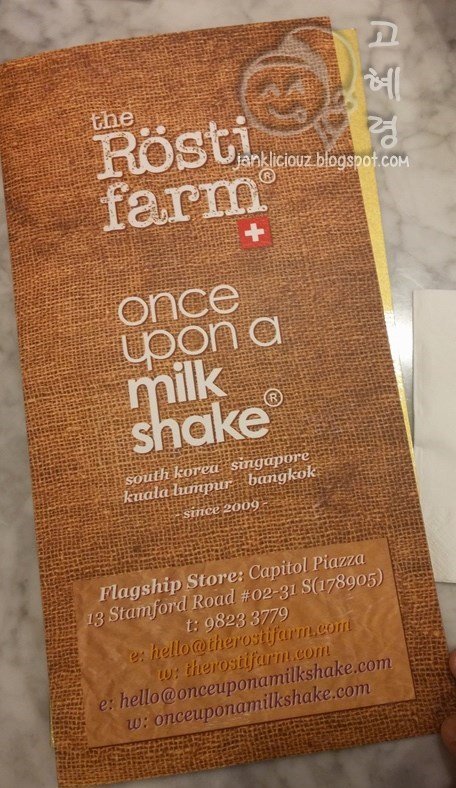 the
Rösti
farm®
고
혜
령
jankliciouz.blogspot.com
once
upon a
milk
shake®
south korea singapore
kuala lumpur bangkok
- since 2009 -
Flagship Store: Capitol Piazza
13 Stamford Road #02-31 S(178905)
t: 9823 3779
e: hello@therostifarm.com
w: therostifarm.com
e: hello@onceuponamilkshake.com
w: onceuponamilkshake.com